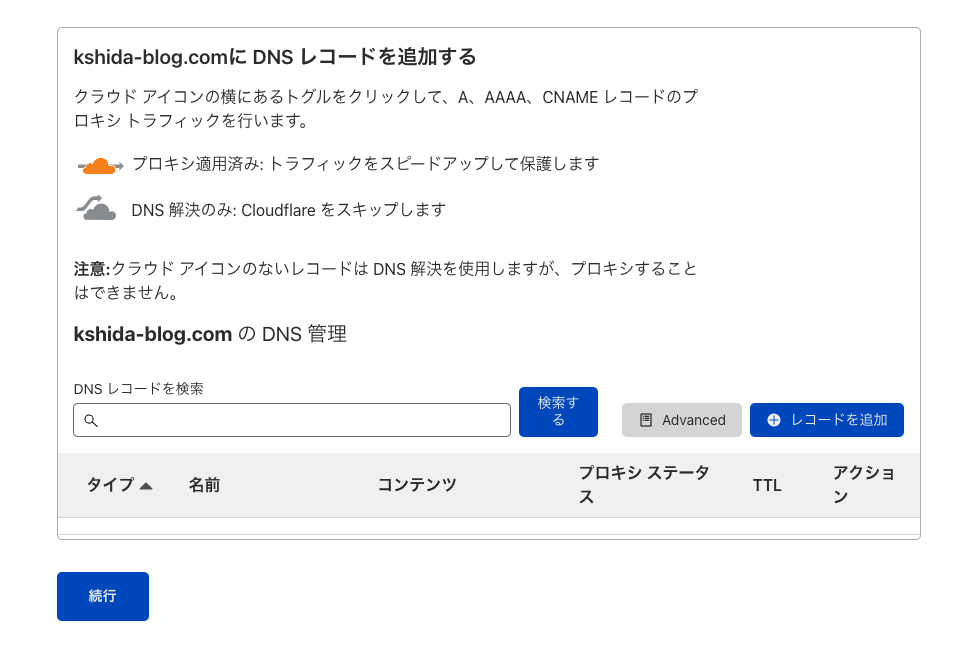 kshida-blog.comに DNS レコードを追加する
クラウド アイコンの横にあるトグルをクリックして、A、AAAA、CNAME レコードのプ
ロキシ トラフィックを行います。
プロキシ適用済み: トラフィックをスピードアップして保護します
DNS 解決のみ: Cloudflare をスキップします
注意:クラウド アイコンのないレコードは DNS 解決を使用しますが、プロキシすること
はできません。
kshida-blog.com の DNS 管理
DNS レコードを検索
検索す
る
Advanced
レコードを追加
タイプ
名前
コンテンツ
プロキシ ステータ
ス
TTL
アクショ
ン
続行